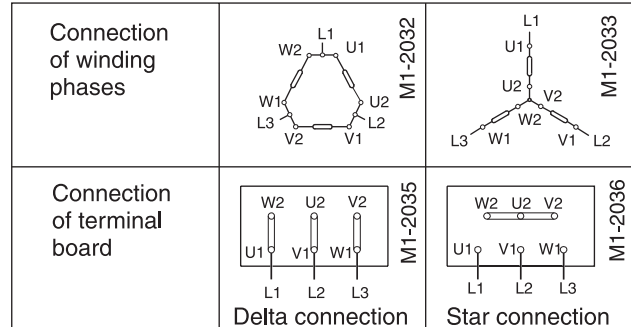 Connection
of winding
phases
L1
W2 U1
W1 U2
L3 L2
V2 V1
M1-2032
L1
U1
U2
V2
W2
L3 W1 V1 L2
M1-2033
Connection
of terminal
board
W2 U2 V2
U1 V1 W1
L1 L2 L3
M1-2035
Delta connection
W2 U2 V2
U1 V1 W1
L1 L2 L3
M1-2036
Star connection